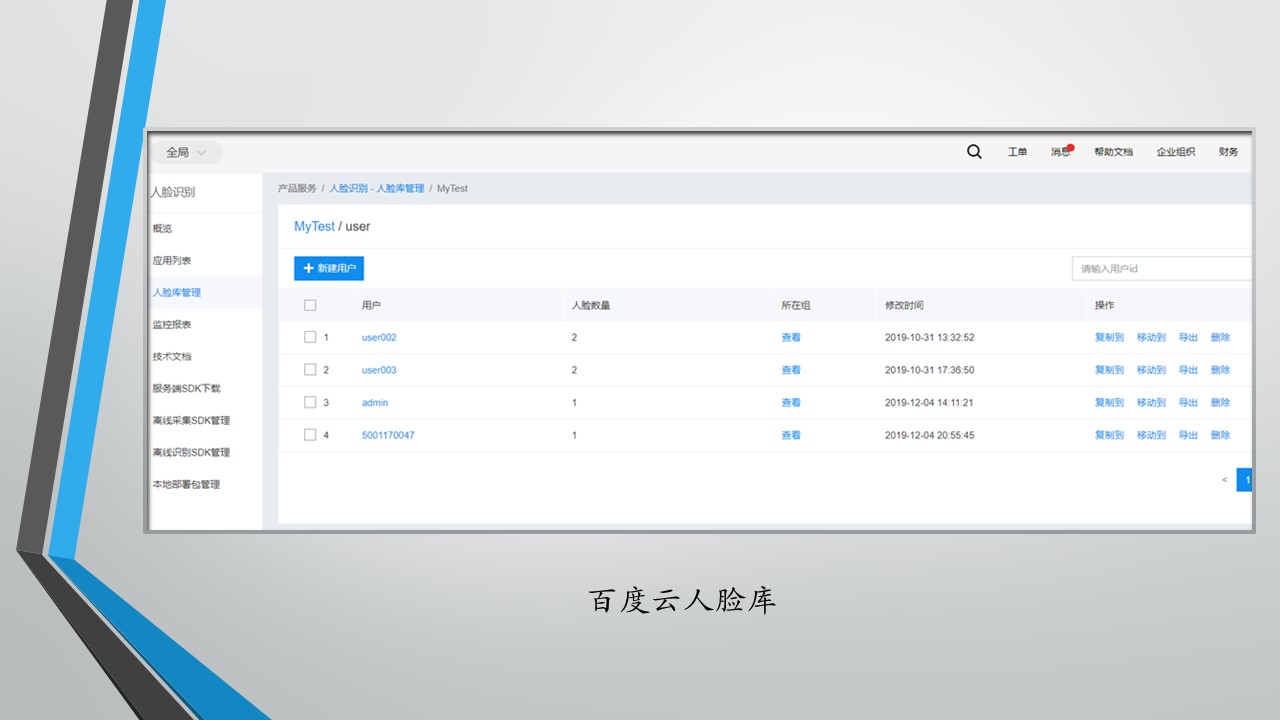 全局 工单 消息 帮助文档 企业组织 财务
人脸识别
概览
应用列表
人脸库管理
监控报表
技术文档
服务端SDK下载
离线采集SDK管理
离线识别SDK管理
本地部署包管理
产品服务 / 人脸识别 - 人脸库管理 / MyTest
MyTest / user
+ 新建用户 请输入用户id
用户 人脸数量 所在组 修改时间 操作
1 user002 2 查看 2019-10-31 13:32:52 复制到 移动到 导出 删除
2 user003 2 查看 2019-10-31 17:36:50 复制到 移动到 导出 删除
3 admin 1 查看 2019-12-04 14:11:21 复制到 移动到 导出 删除
4 5001170047 1 查看 2019-12-04 20:55:45 复制到 移动到 导出 删除
< 1
百度云人脸库